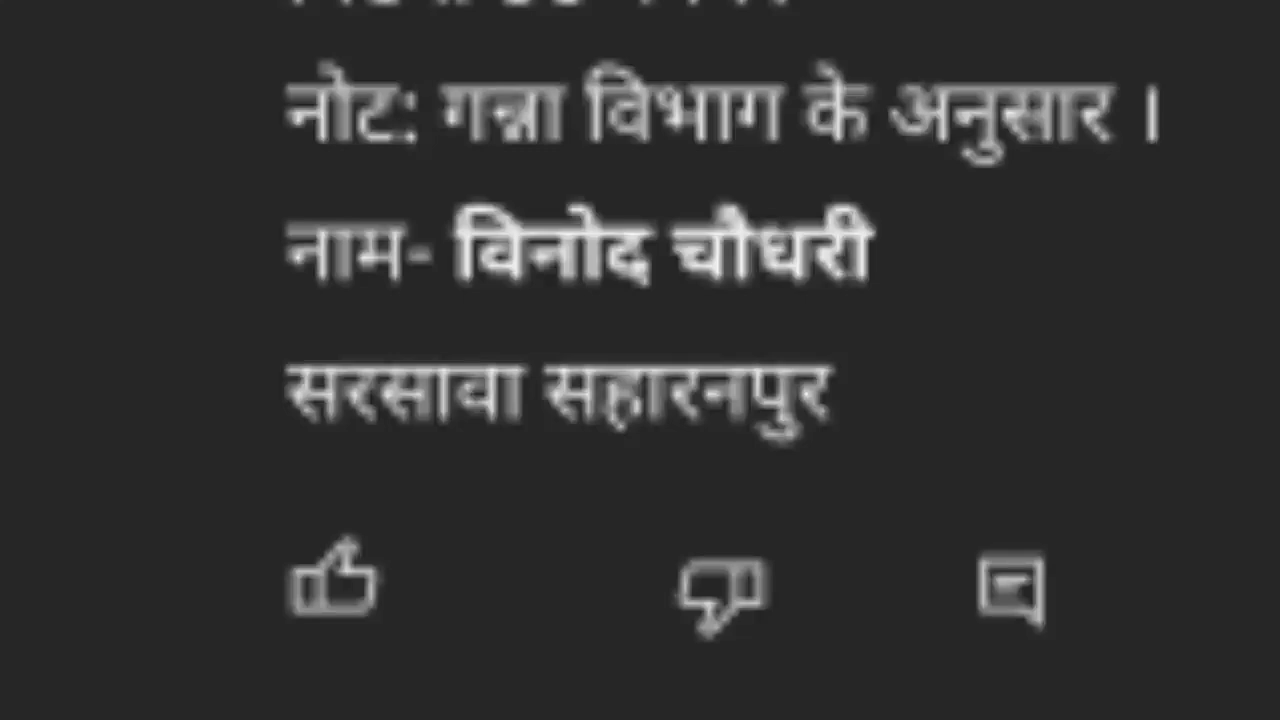 नोट: गन्ना विभाग के अनुसार ।
नाम- विनोद चौधरी
सरसावा सहारनपुर